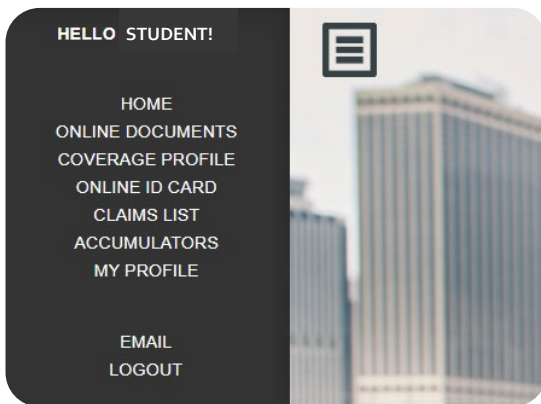 HELLO STUDENT!
HOME
ONLINE DOCUMENTS
COVERAGE PROFILE
ONLINE ID CARD
CLAIMS LIST
ACCUMULATORS
MY PROFILE
EMAIL
LOGOUT